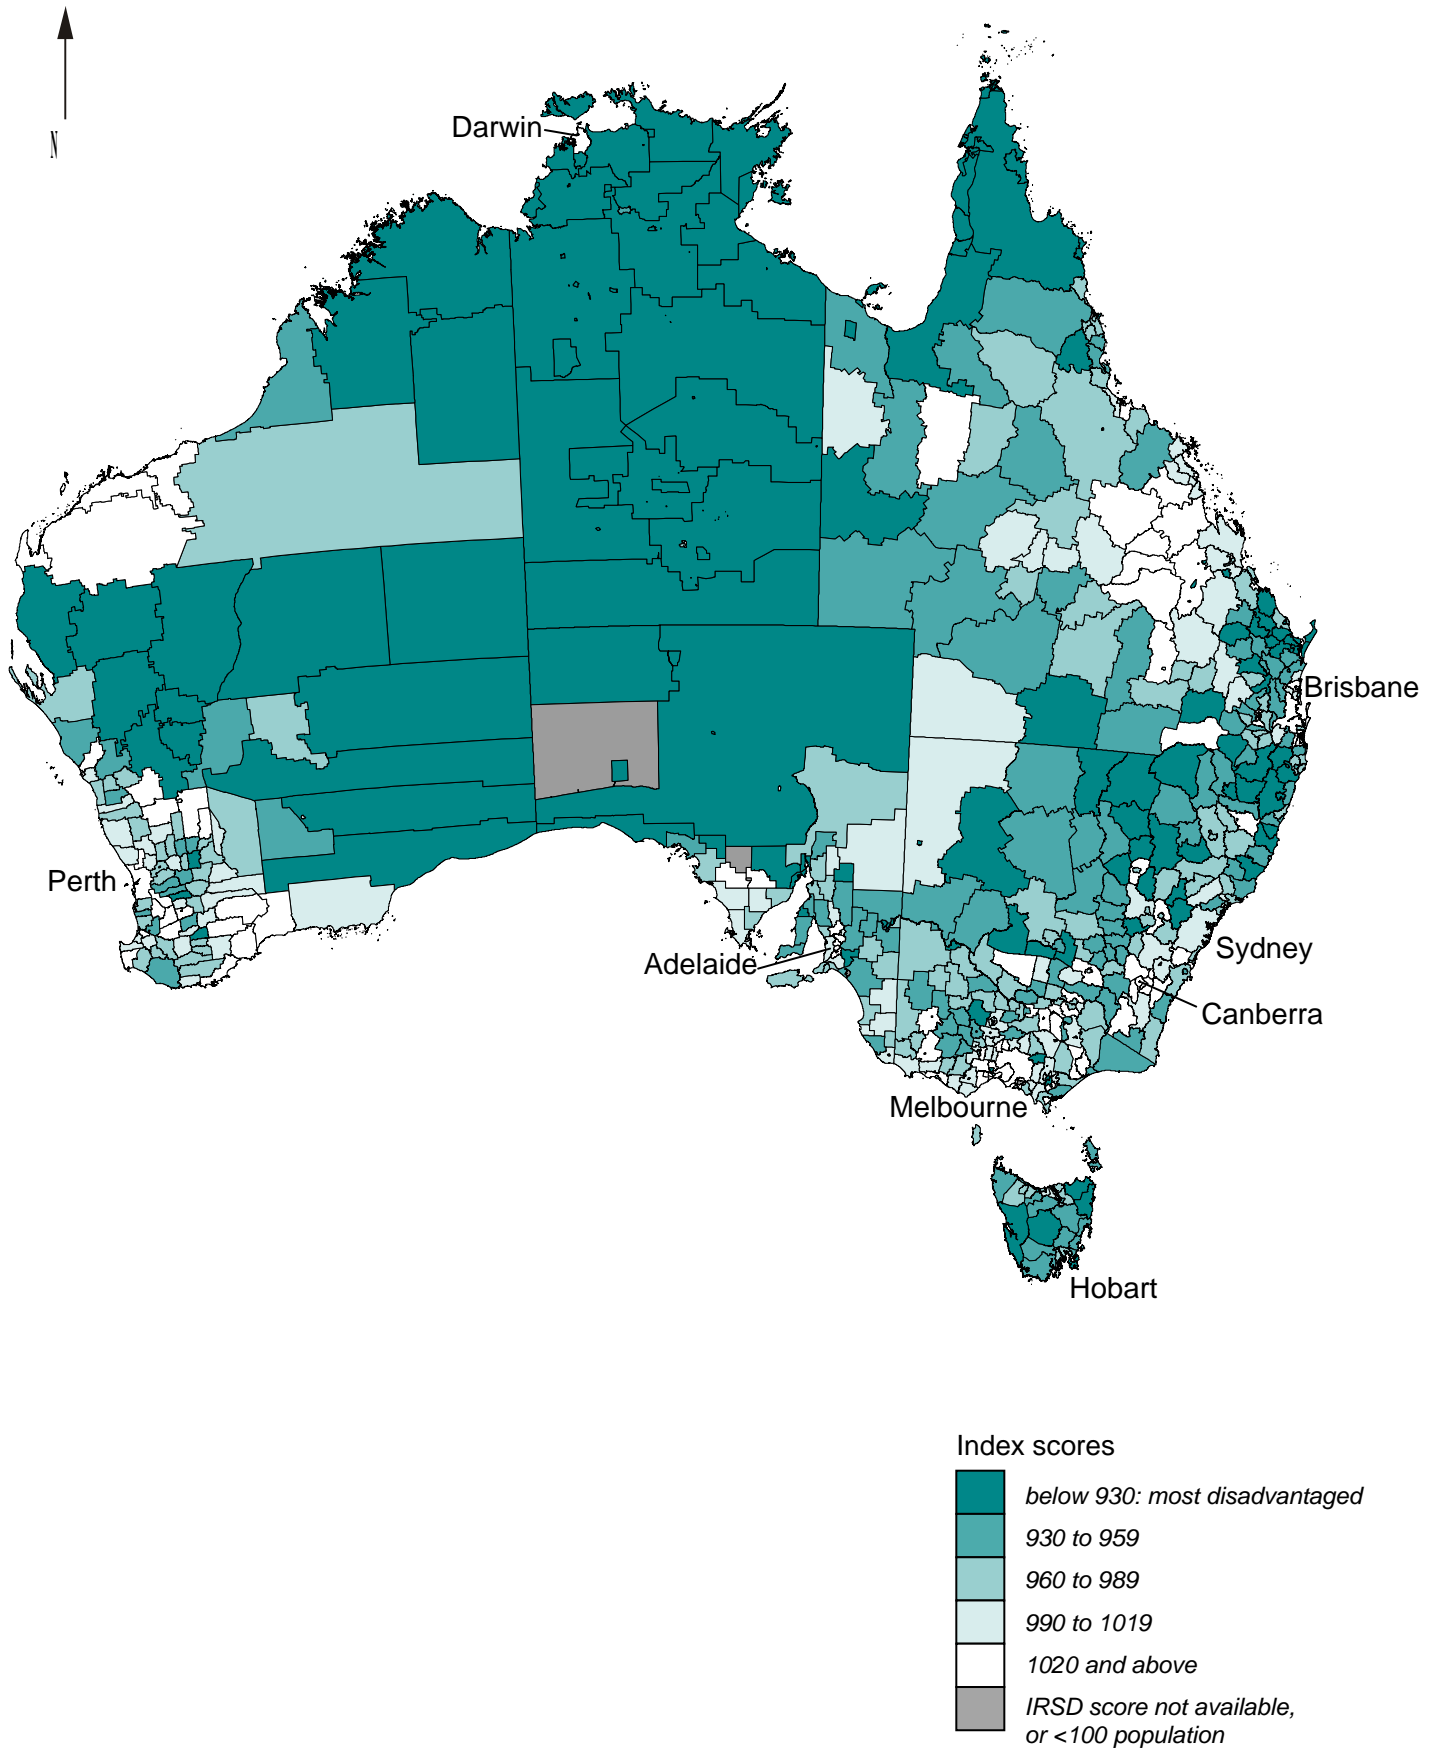 N
Darwin
Brisbane
Perth
Sydney
Adelaide
Canberra
Melbourne
Hobart
Index scores
below 930: most disadvantaged
930 to 959
960 to 989
990 to 1019
1020 and above
IRSD score not available,
or <100 population